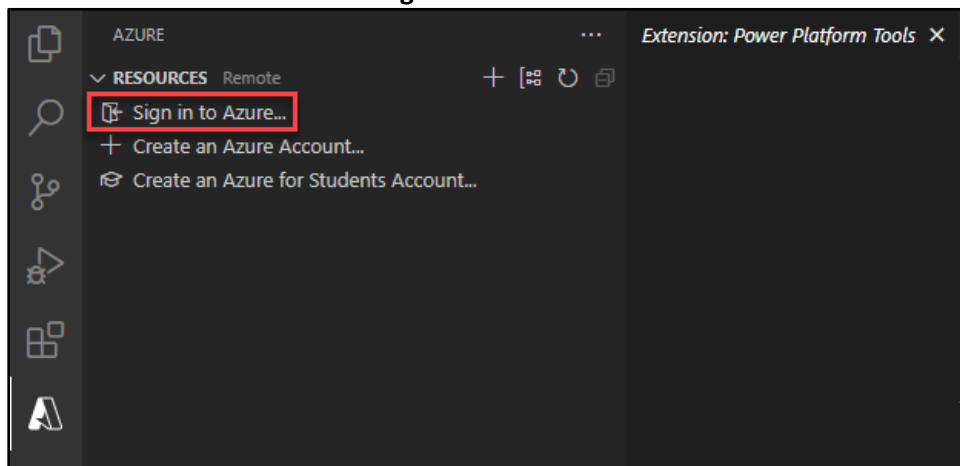 AZURE
Extension: Power Platform Tools
RESOURCES Remote
Sign in to Azure...
Create an Azure Account...
Create an Azure for Students Account...